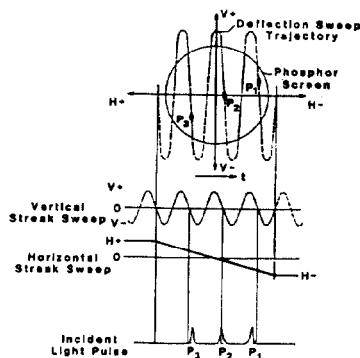 V+
Deflection Sweep
Trajectory
Phosphor
Screen
P1
H+
P2
H-
P3
V-
t
Vertical
Streak Sweep
V+
0
V-
H+
Horizontal
Streak Sweep
0
H-
Incident
Light Pulse
P3
P2
P1